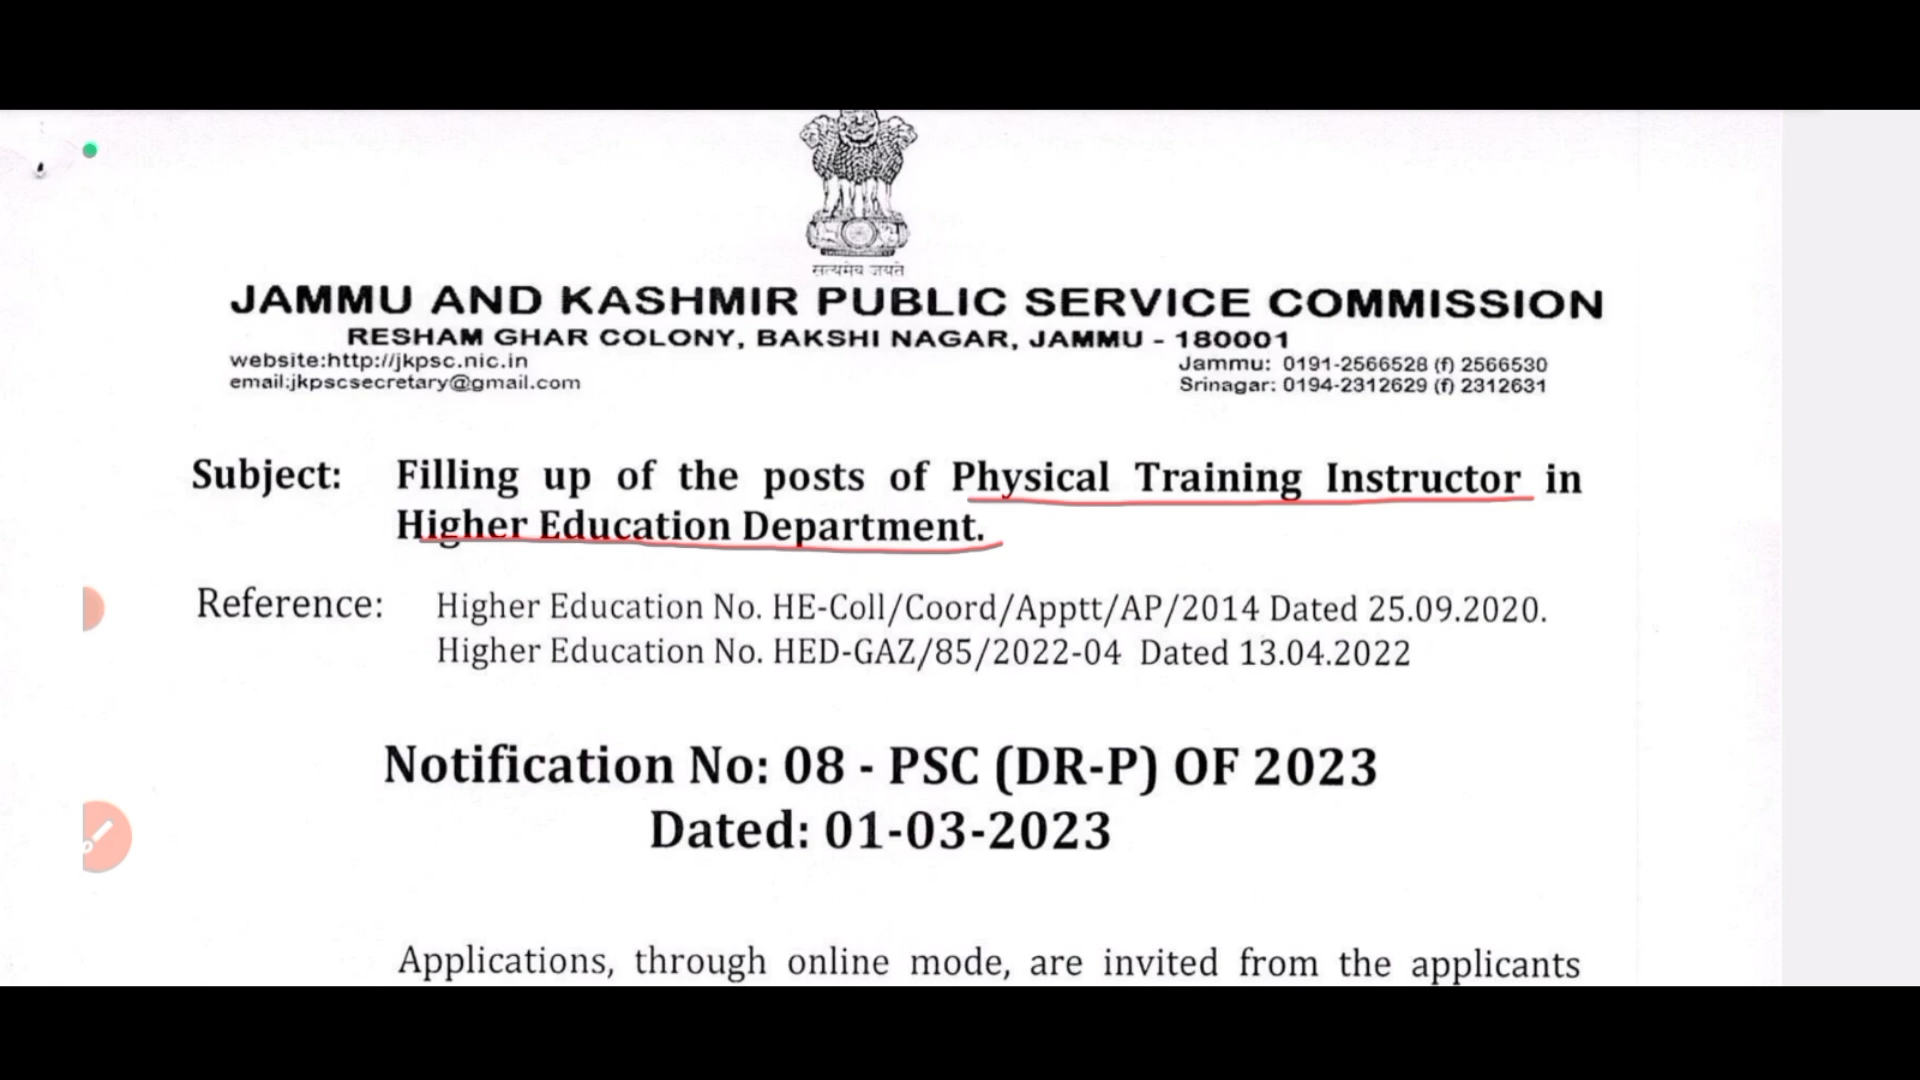 सत्यमेव जयते
JAMMU AND KASHMIR PUBLIC SERVICE COMMISSION
RESHAM GHAR COLONY, BAKSHI NAGAR, JAMMU - 180001
website:http://jkpsc.nic.in
email:jkpscsecretary@gmail.com
Jammu: 0191-2566528 (f) 2566530
Srinagar: 0194-2312629 (f) 2312631
Subject: Filling up of the posts of Physical Training Instructor in
Higher Education Department.
Reference: Higher Education No. HE-Coll/Coord/Apptt/AP/2014 Dated 25.09.2020.
Higher Education No. HED-GAZ/85/2022-04 Dated 13.04.2022
Notification No: 08 - PSC (DR-P) OF 2023
Dated: 01-03-2023
Applications, through online mode, are invited from the applicants